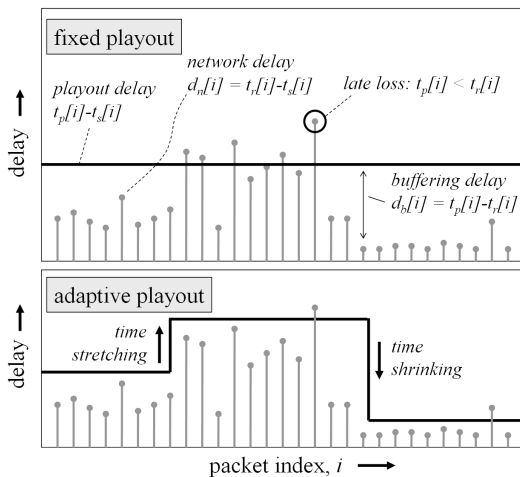 fixed playout
network delay
d_n[i] = t_r[i]-t_s[i]
playout delay
t_p[i]-t_s[i]
late loss: t_p[i] < t_r[i]
delay
buffering delay
d_b[i] = t_p[i]-t_r[i]
adaptive playout
time
stretching
time
shrinking
delay
packet index, i